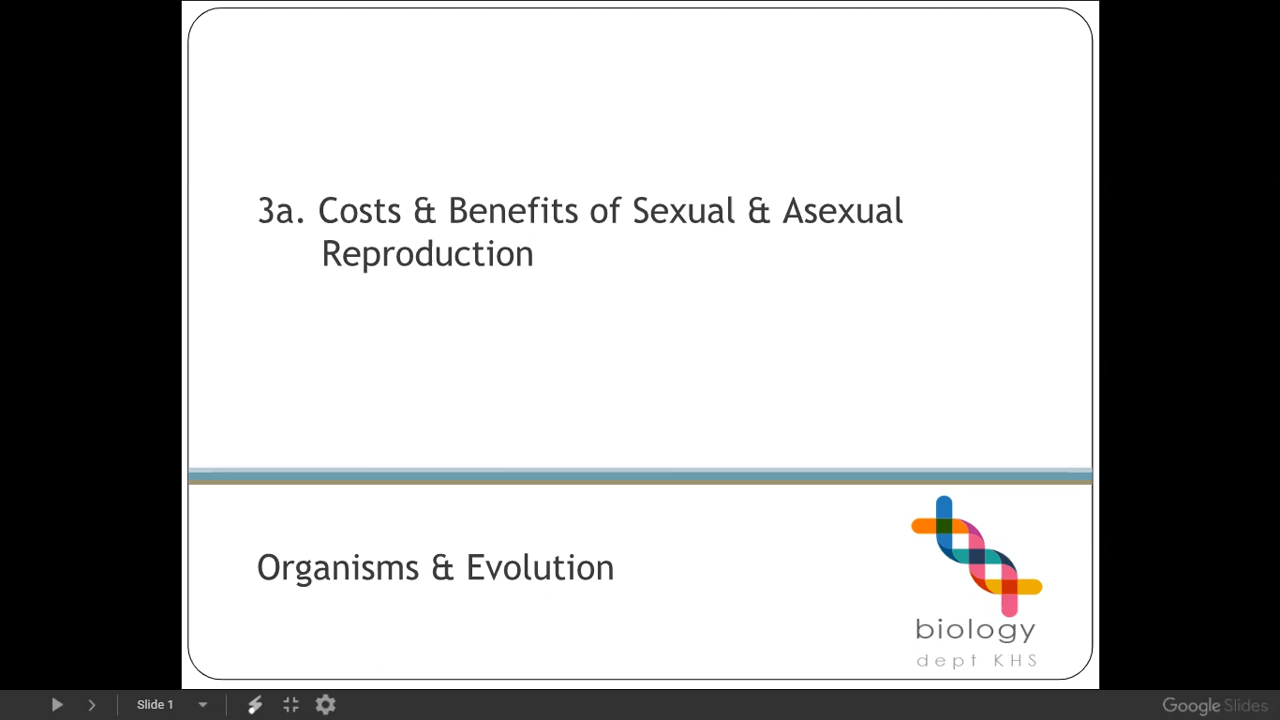 3a. Costs & Benefits of Sexual & Asexual
Reproduction
Organisms & Evolution
biology
dept KHS
Slide 1
Google Slides